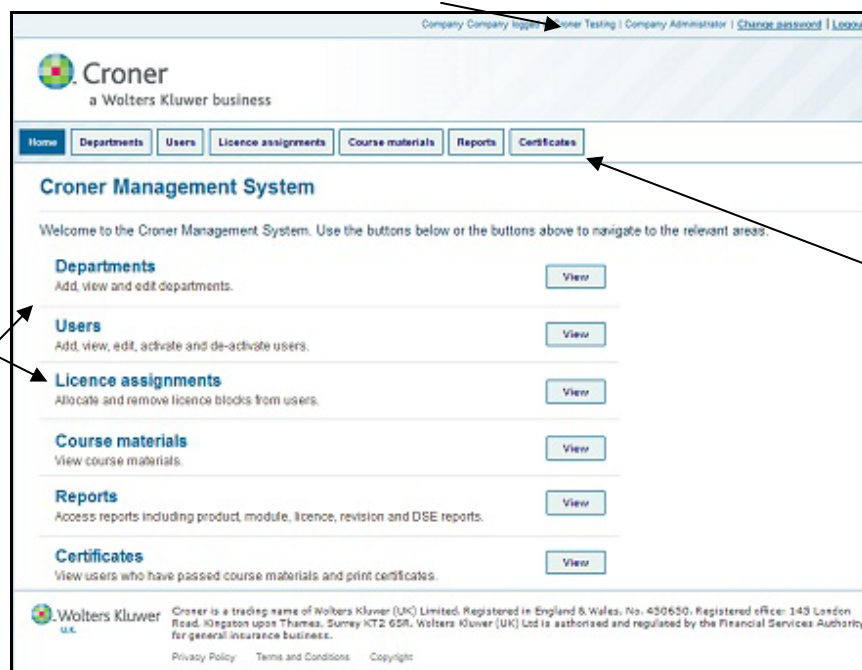 Company Company logged Croner Testing | Company Administrator | Change password | Logou
Croner
a Wolters Kluwer business
Home Departments Users Licence assignments Course materials Reports Certificates
Croner Management System
Welcome to the Croner Management System. Use the buttons below or the buttons above to navigate to the relevant areas.
Departments
Add, view and edit departments.
View
Users
Add, view, edit, activate and de-activate users.
View
Licence assignments
Allocate and remove licence blocks from users.
View
Course materials
View course materials.
View
Reports
Access reports including product, module, licence, revision and DSE reports.
View
Certificates
View users who have passed course materials and print certificates.
View
Wolters Kluwer
U.K.
Croner is a trading name of Wolters Kluwer (UK) Limited. Registered in England & Wales. No. 450650. Registered office: 145 London
Road, Kingston upon Thames, Surrey KT2 6SR. Wolters Kluwer (UK) Ltd is authorised and regulated by the Financial Services Authority
for general insurance business.
Privacy Policy Terms and Conditions Copyright